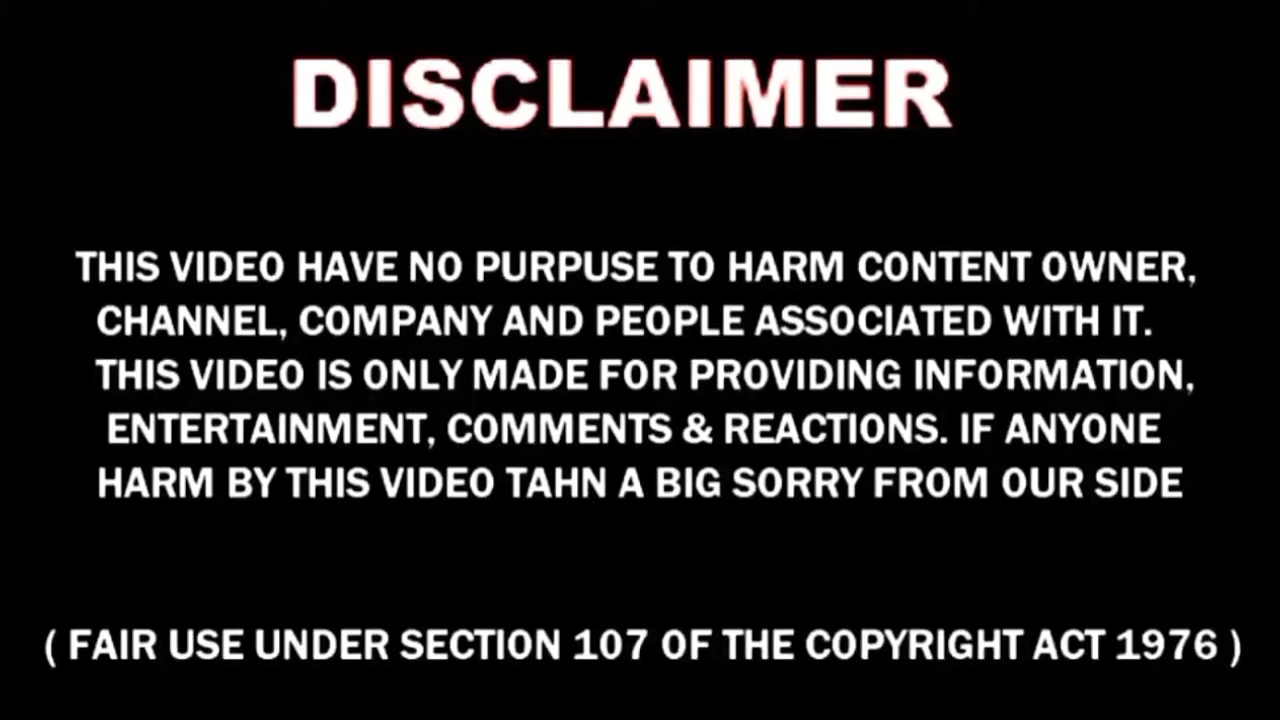 DISCLAIMER
THIS VIDEO HAVE NO PURPUSE TO HARM CONTENT OWNER,
CHANNEL, COMPANY AND PEOPLE ASSOCIATED WITH IT.
THIS VIDEO IS ONLY MADE FOR PROVIDING INFORMATION,
ENTERTAINMENT, COMMENTS & REACTIONS. IF ANYONE
HARM BY THIS VIDEO TAHN A BIG SORRY FROM OUR SIDE
( FAIR USE UNDER SECTION 107 OF THE COPYRIGHT ACT 1976 )